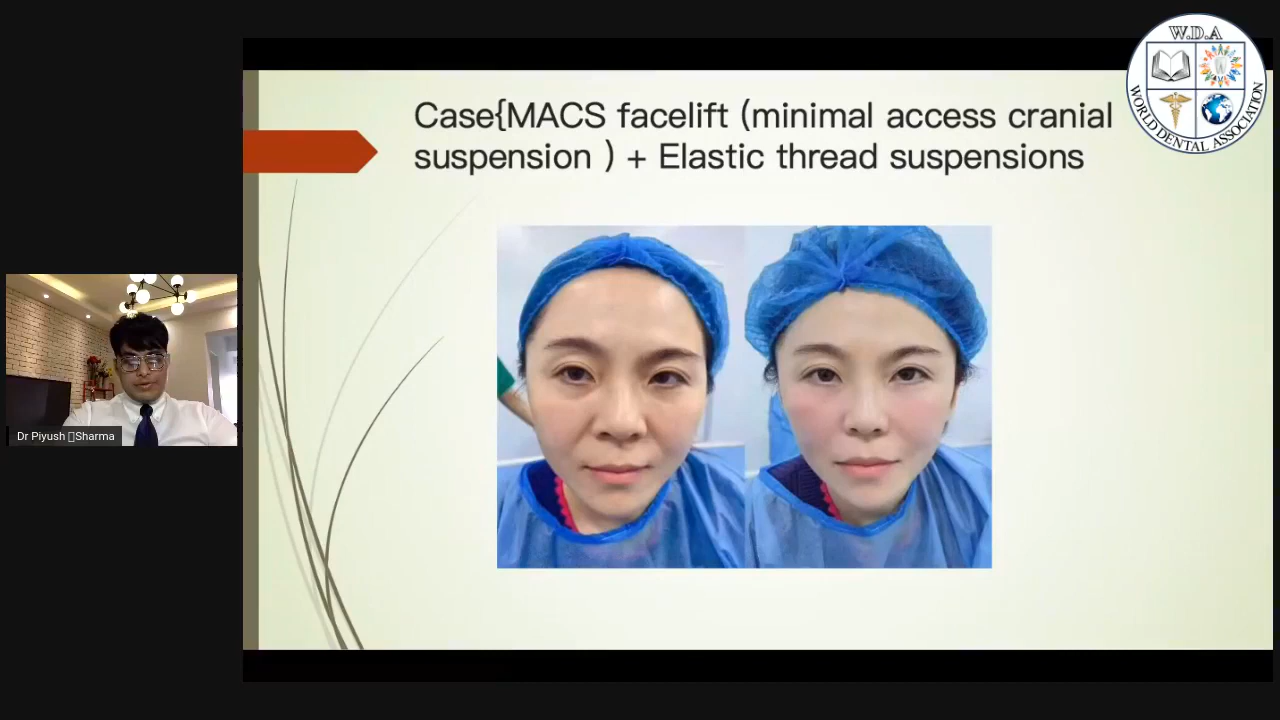 Case{MACS facelift (minimal access cranial
suspension ) + Elastic thread suspensions
W.D.A
WORLD DENTAL ASSOCIATION
Dr Piyush Sharma